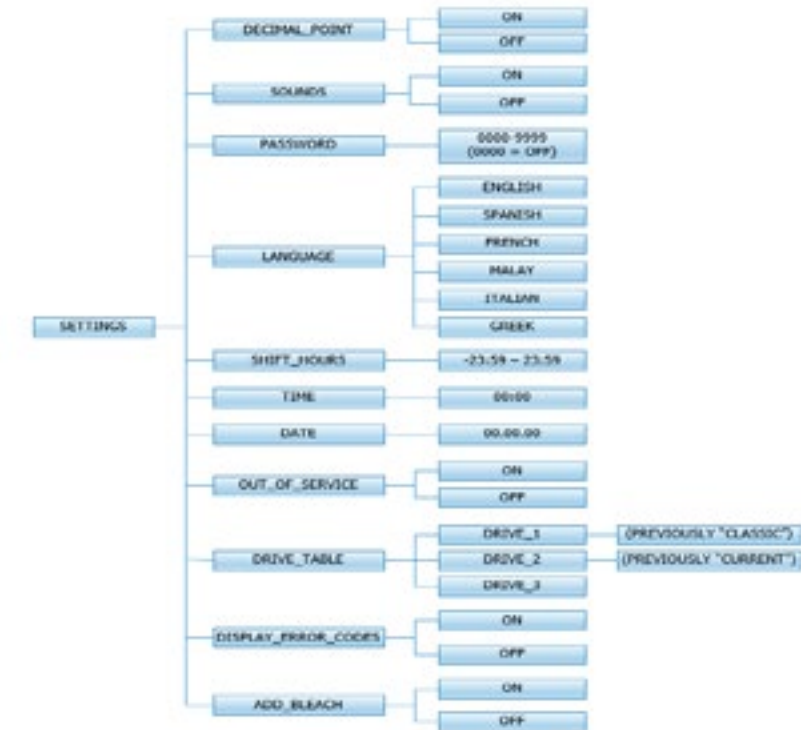 SETTINGS
DECIMAL_POINT
ON
OFF
SOUNDS
ON
OFF
PASSWORD
0000-9999
(0000 = OFF)
LANGUAGE
ENGLISH
SPANISH
FRENCH
MALAY
ITALIAN
GREEK
SHIFT_HOURS
-23:59 – 23:59
TIME
00:00
DATE
00.00.00
OUT_OF_SERVICE
ON
OFF
DRIVE_TABLE
DRIVE_1
(PREVIOUSLY "CLASSIC")
DRIVE_2
(PREVIOUSLY "CURRENT")
DRIVE_3
DISPLAY_ERROR_CODES
ON
OFF
ADD_BLEACH
ON
OFF